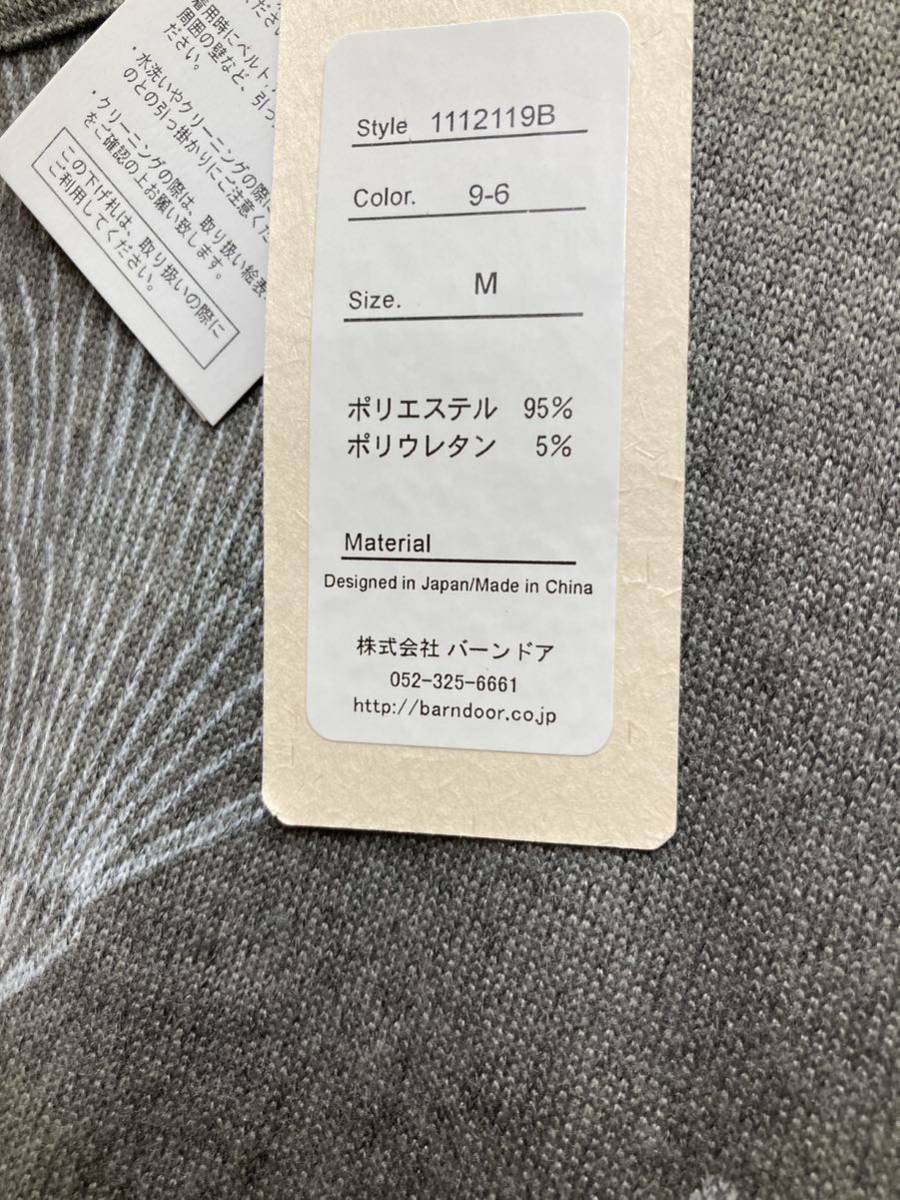 ださい。
着用時にベルト
周囲の壁など、引っ
ださい。
・水洗いやクリーニングの際に
のとの引っ掛かりにご注意くだ
・クリーニングの際は、取り扱い絵表
をご確認の上お願い致します。
この下げ札は、取り扱いの際に
ご利用してください。
Style 1112119B
Color. 9-6
Size. M
ポリエステル 95%
ポリウレタン 5%
Material
Designed in Japan/Made in China
株式会社 バーンドア
052-325-6661
http://barndoor.co.jp